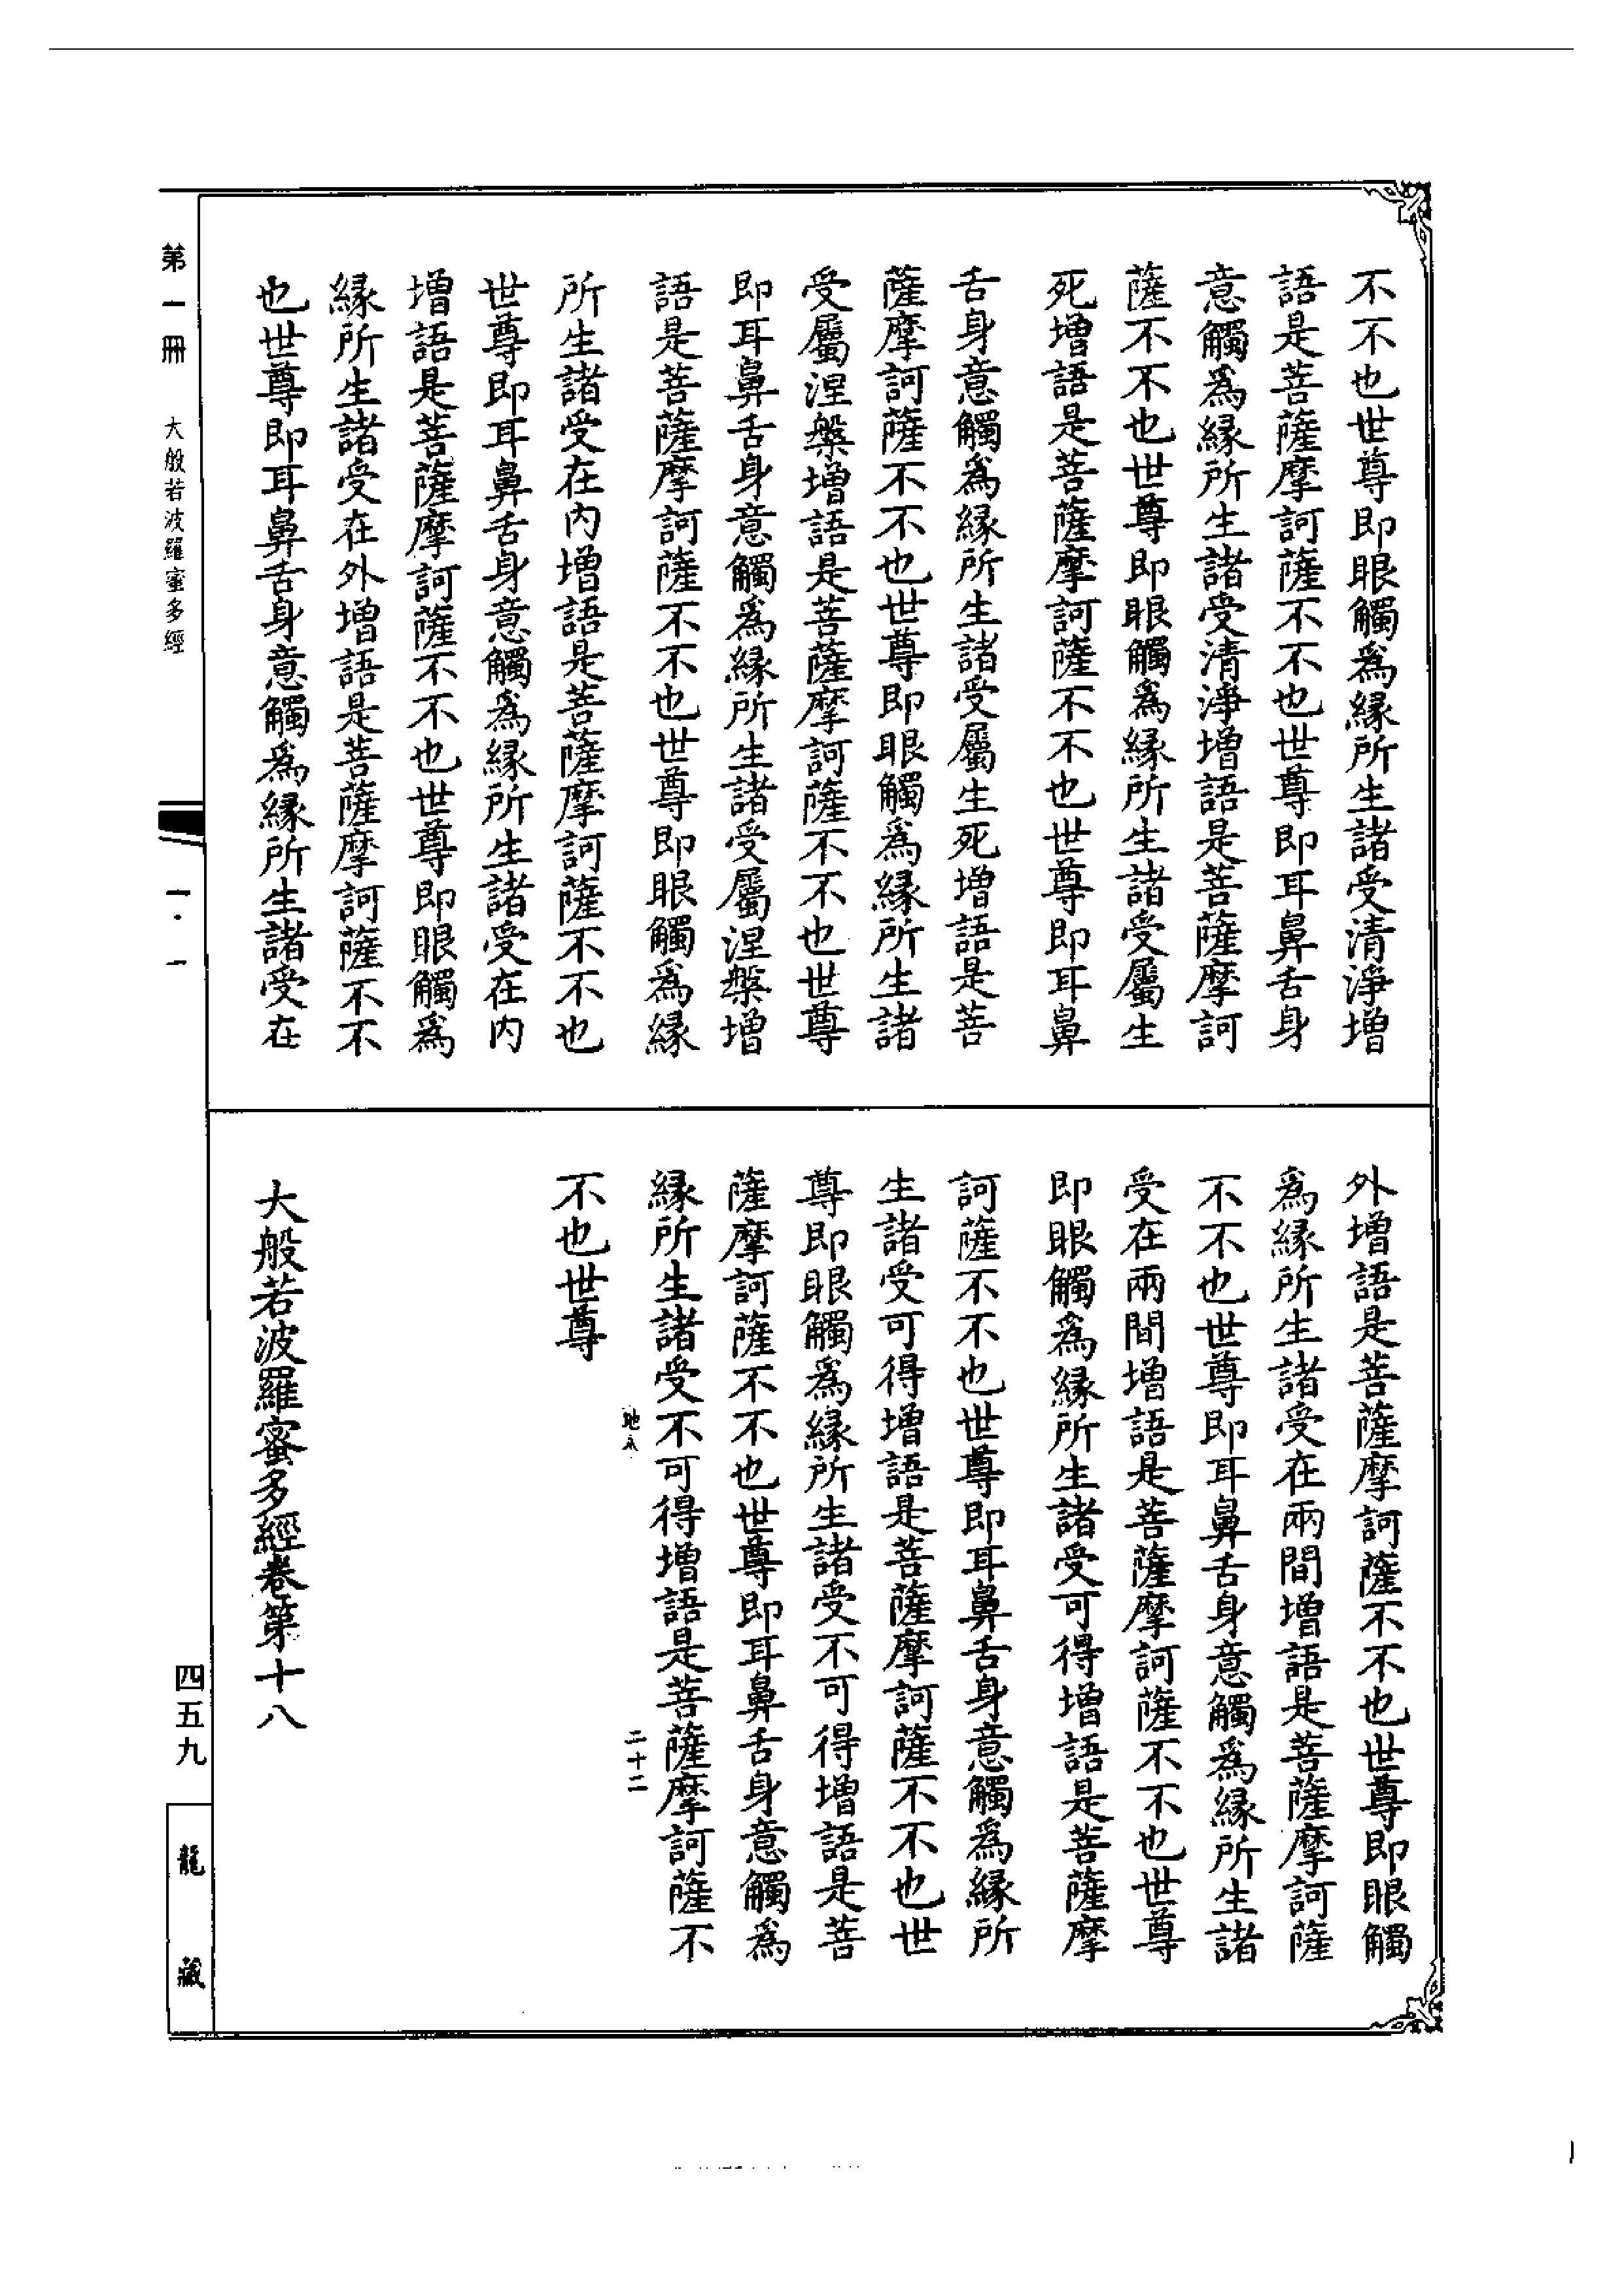 不不也世尊即眼觸為緣所生諸受清淨增
語是菩薩摩訶薩不不也世尊即耳鼻舌身
意觸為緣所生諸受清淨增語是菩薩摩訶
薩不不也世尊即眼觸為緣所生諸受屬生
死增語是菩薩摩訶薩不不也世尊即耳鼻
舌身意觸為緣所生諸受屬生死增語是菩
薩摩訶薩不不也世尊即眼觸為緣所生諸
受屬涅槃增語是菩薩摩訶薩不不也世尊
即耳鼻舌身意觸為緣所生諸受屬涅槃增
語是菩薩摩訶薩不不也世尊即眼觸為緣
所生諸受在內增語是菩薩摩訶薩不不也
世尊即耳鼻舌身意觸為緣所生諸受在內
增語是菩薩摩訶薩不不也世尊即眼觸為
緣所生諸受在外增語是菩薩摩訶薩不不
也世尊即耳鼻舌身意觸為緣所生諸受在
外增語是菩薩摩訶薩不不也世尊即眼觸
為緣所生諸受在兩間增語是菩薩摩訶薩
不不也世尊即耳鼻舌身意觸為緣所生諸
受在兩間增語是菩薩摩訶薩不不也世尊
即眼觸為緣所生諸受可得增語是菩薩摩
訶薩不不也世尊即耳鼻舌身意觸為緣所
生諸受可得增語是菩薩摩訶薩不不也世
尊即眼觸為緣所生諸受不可得增語是菩
薩摩訶薩不不也世尊即耳鼻舌身意觸為
緣所生諸受不可得增語是菩薩摩訶薩不
二十二
不也世尊
大般若波羅蜜多經卷第十八
第一冊 大般若波羅蜜多經 一·一 四五九 龍藏